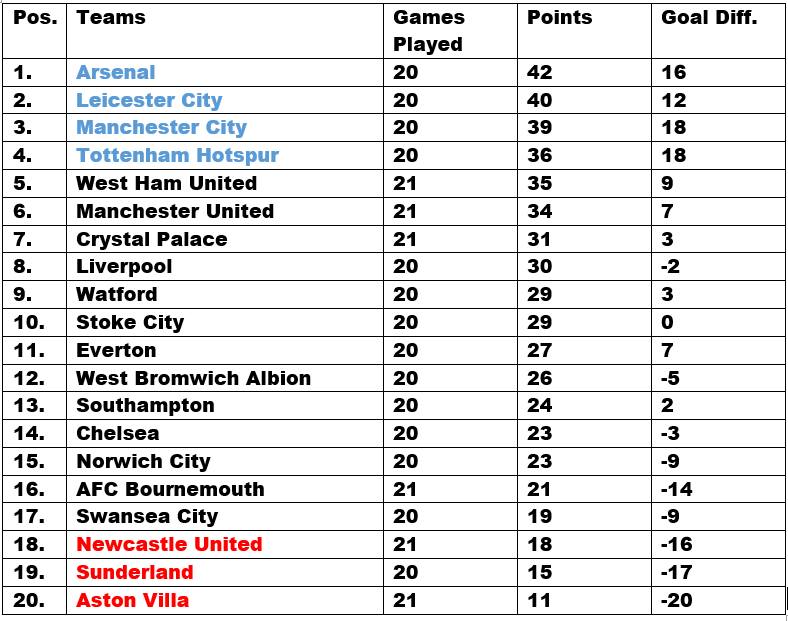 Pos. Teams Games Played Points Goal Diff.
1. Arsenal 20 42 16
2. Leicester City 20 40 12
3. Manchester City 20 39 18
4. Tottenham Hotspur 20 36 18
5. West Ham United 21 35 9
6. Manchester United 21 34 7
7. Crystal Palace 21 31 3
8. Liverpool 20 30 -2
9. Watford 20 29 3
10. Stoke City 20 29 0
11. Everton 20 27 7
12. West Bromwich Albion 20 26 -5
13. Southampton 20 24 2
14. Chelsea 20 23 -3
15. Norwich City 20 23 -9
16. AFC Bournemouth 21 21 -14
17. Swansea City 20 19 -9
18. Newcastle United 21 18 -16
19. Sunderland 20 15 -17
20. Aston Villa 21 11 -20